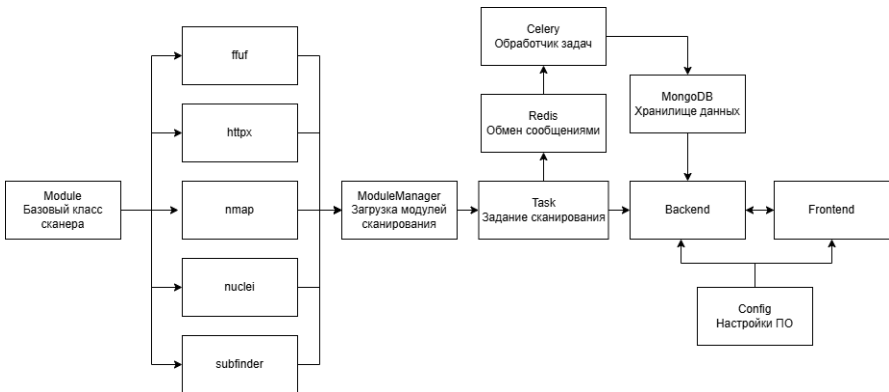 Celery
Обработчик задач
ffuf
MongoDB
Хранилище данных
Redis
Обмен сообщениями
httpx
Module
Базовый класс
сканера
nmap
ModuleManager
Загрузка модулей
сканирования
Task
Задание сканирования
Backend
Frontend
nuclei
Config
Настройки ПО
subfinder